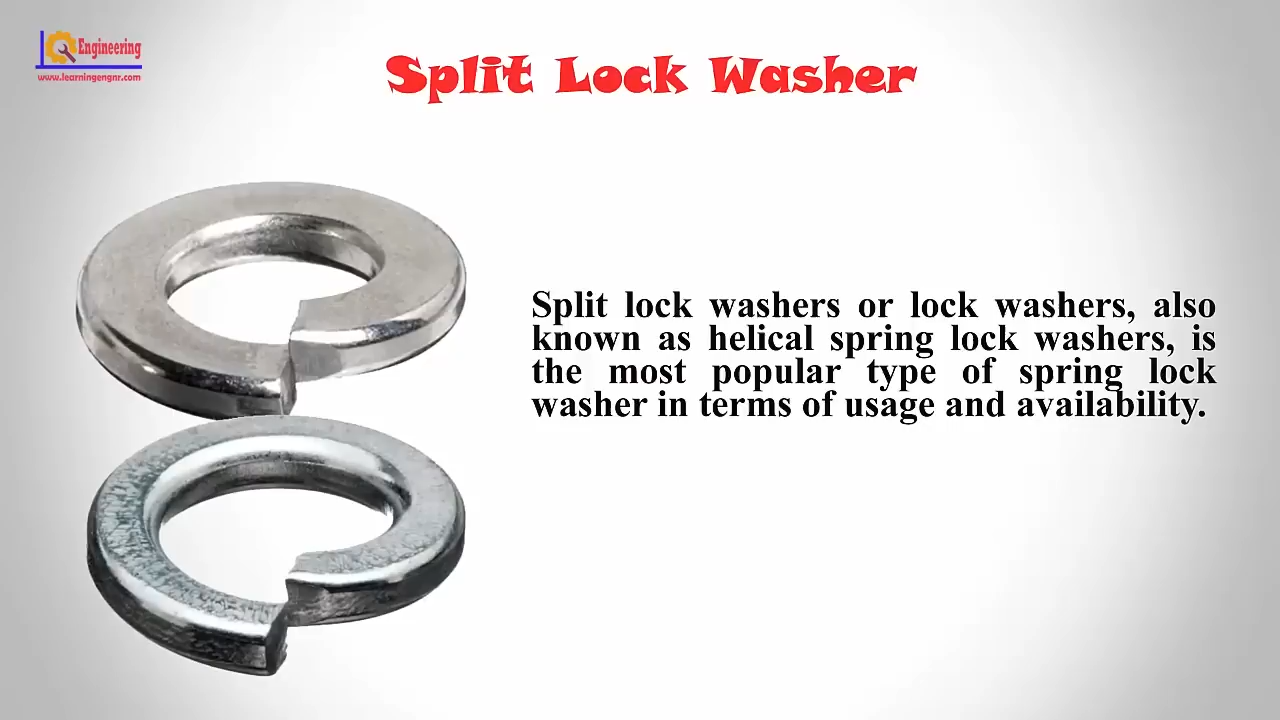 Engineering
www.learningengnr.com
Split Lock Washer
Split lock washers or lock washers, also
known as helical spring lock washers, is
the most popular type of spring lock
washer in terms of usage and availability.